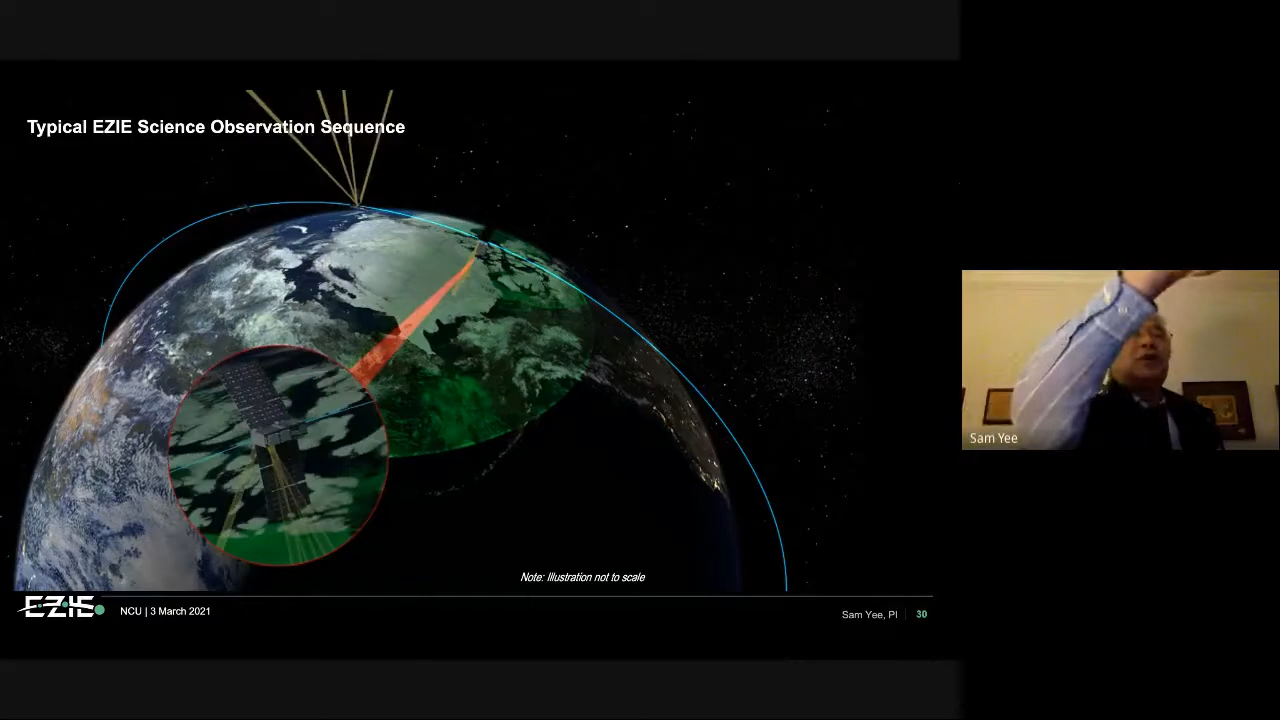 Typical EZIE Science Observation Sequence
Note: Illustration not to scale
EZIE
NCU | 3 March 2021
Sam Yee, PI
30
Sam Yee